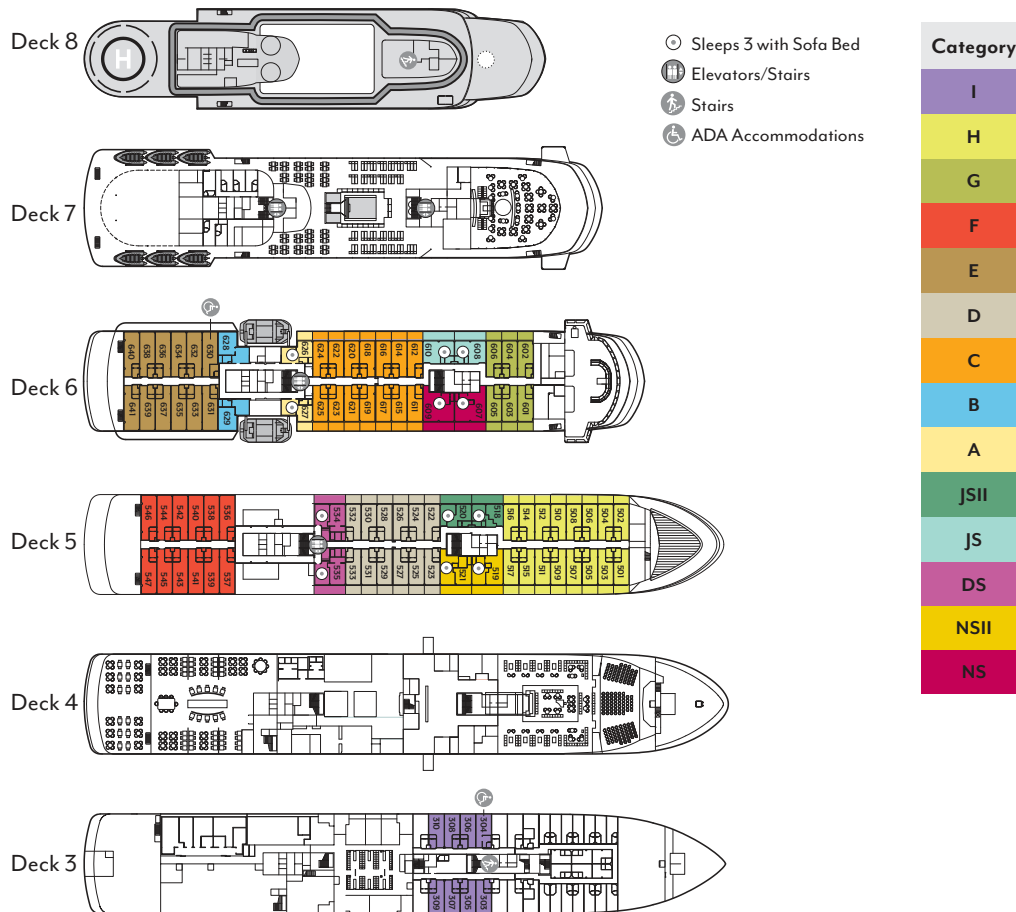 Deck 8
H
Sleeps 3 with Sofa Bed
Elevators/Stairs
Stairs
ADA Accommodations
Category
I
H
G
F
E
D
C
B
A
JSII
JS
DS
NSII
NS
Deck 7
Deck 6
640 638 636 634 632 630 628 626 624 622 620 618 616 614 612 610 608 606 604 602
641 639 637 635 633 631 629 627 625 623 621 619 617 615 611 609 607 605 603 601
Deck 5
546 544 542 540 538 536 534 532 530 528 526 524 522 520 518 516 514 512 510 508 506 504 502
547 545 543 541 539 537 535 533 531 529 527 525 523 521 519 517 515 511 509 507 505 503 501
Deck 4
Deck 3
310 308 306 304
309 307 305 303